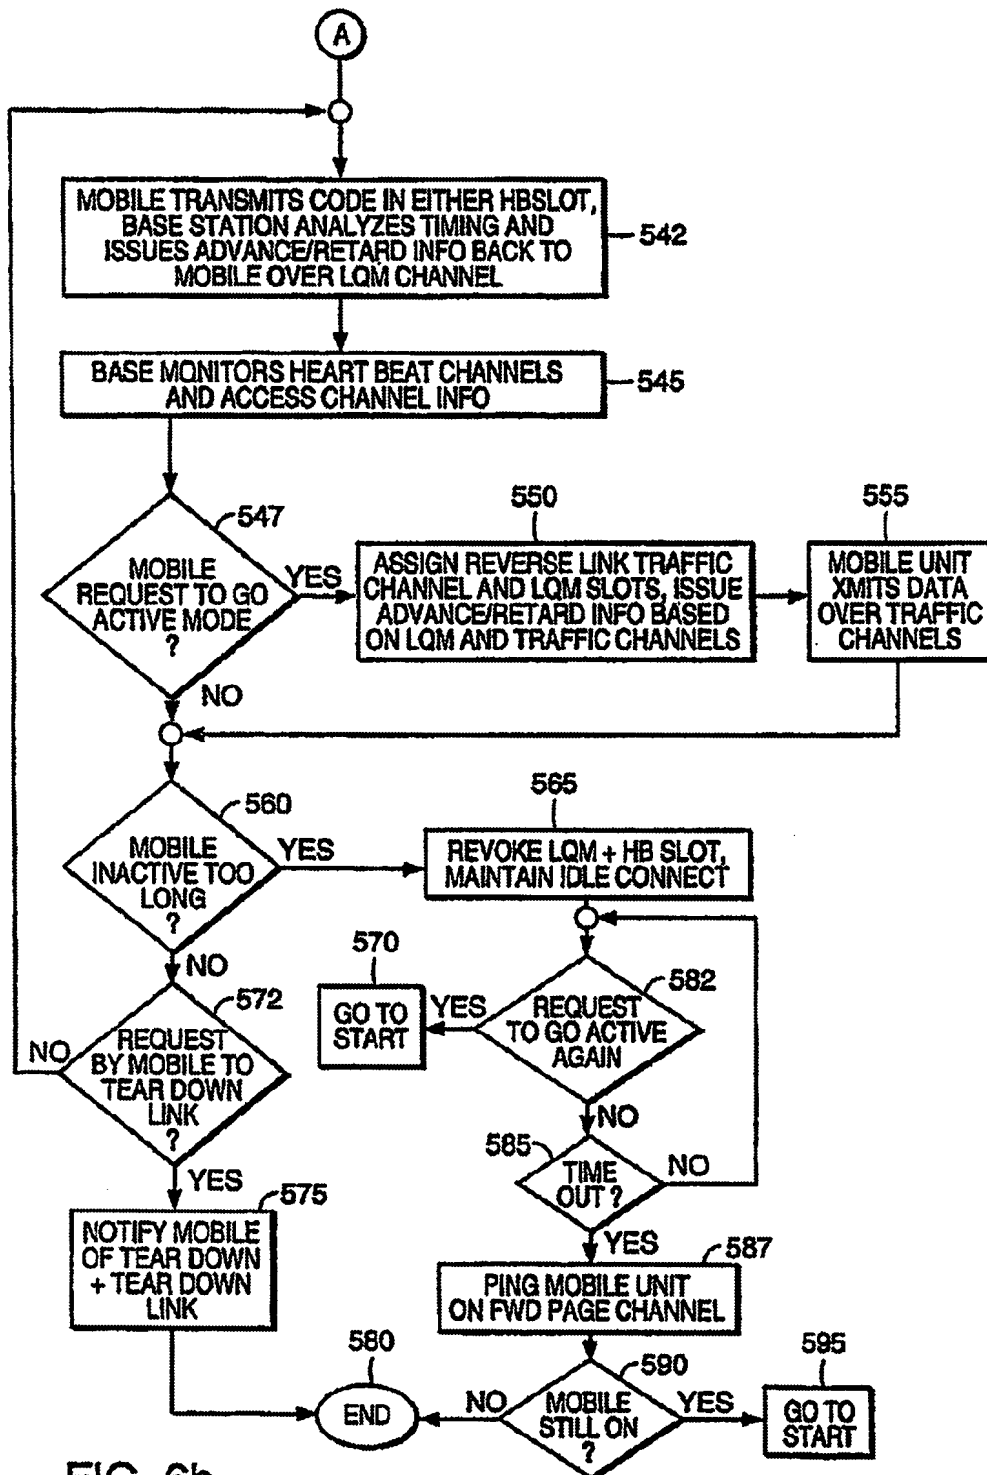 A
MOBILE TRANSMITS CODE IN EITHER HBSLOT,
BASE STATION ANALYZES TIMING AND
ISSUES ADVANCE/RETARD INFO BACK TO
MOBILE OVER LQM CHANNEL
542
BASE MONITORS HEART BEAT CHANNELS
AND ACCESS CHANNEL INFO
545
547
MOBILE
REQUEST TO GO
ACTIVE MODE
?
YES
NO
550
ASSIGN REVERSE LINK TRAFFIC
CHANNEL AND LQM SLOTS, ISSUE
ADVANCE/RETARD INFO BASED
ON LQM AND TRAFFIC CHANNELS
555
MOBILE UNIT
XMITS DATA
OVER TRAFFIC
CHANNELS
560
MOBILE
INACTIVE TOO
LONG
?
YES
NO
565
REVOKE LQM + HB SLOT,
MAINTAIN IDLE CONNECT
570
GO TO
START
YES
582
REQUEST
TO GO ACTIVE
AGAIN
NO
572
REQUEST
BY MOBILE TO
TEAR DOWN
LINK
?
NO
YES
585
TIME
OUT ?
NO
YES
575
NOTIFY MOBILE
OF TEAR DOWN
+ TEAR DOWN
LINK
587
PING MOBILE UNIT
ON FWD PAGE CHANNEL
580
END
NO
590
MOBILE
STILL ON
?
YES
595
GO TO
START
FIG. 6b